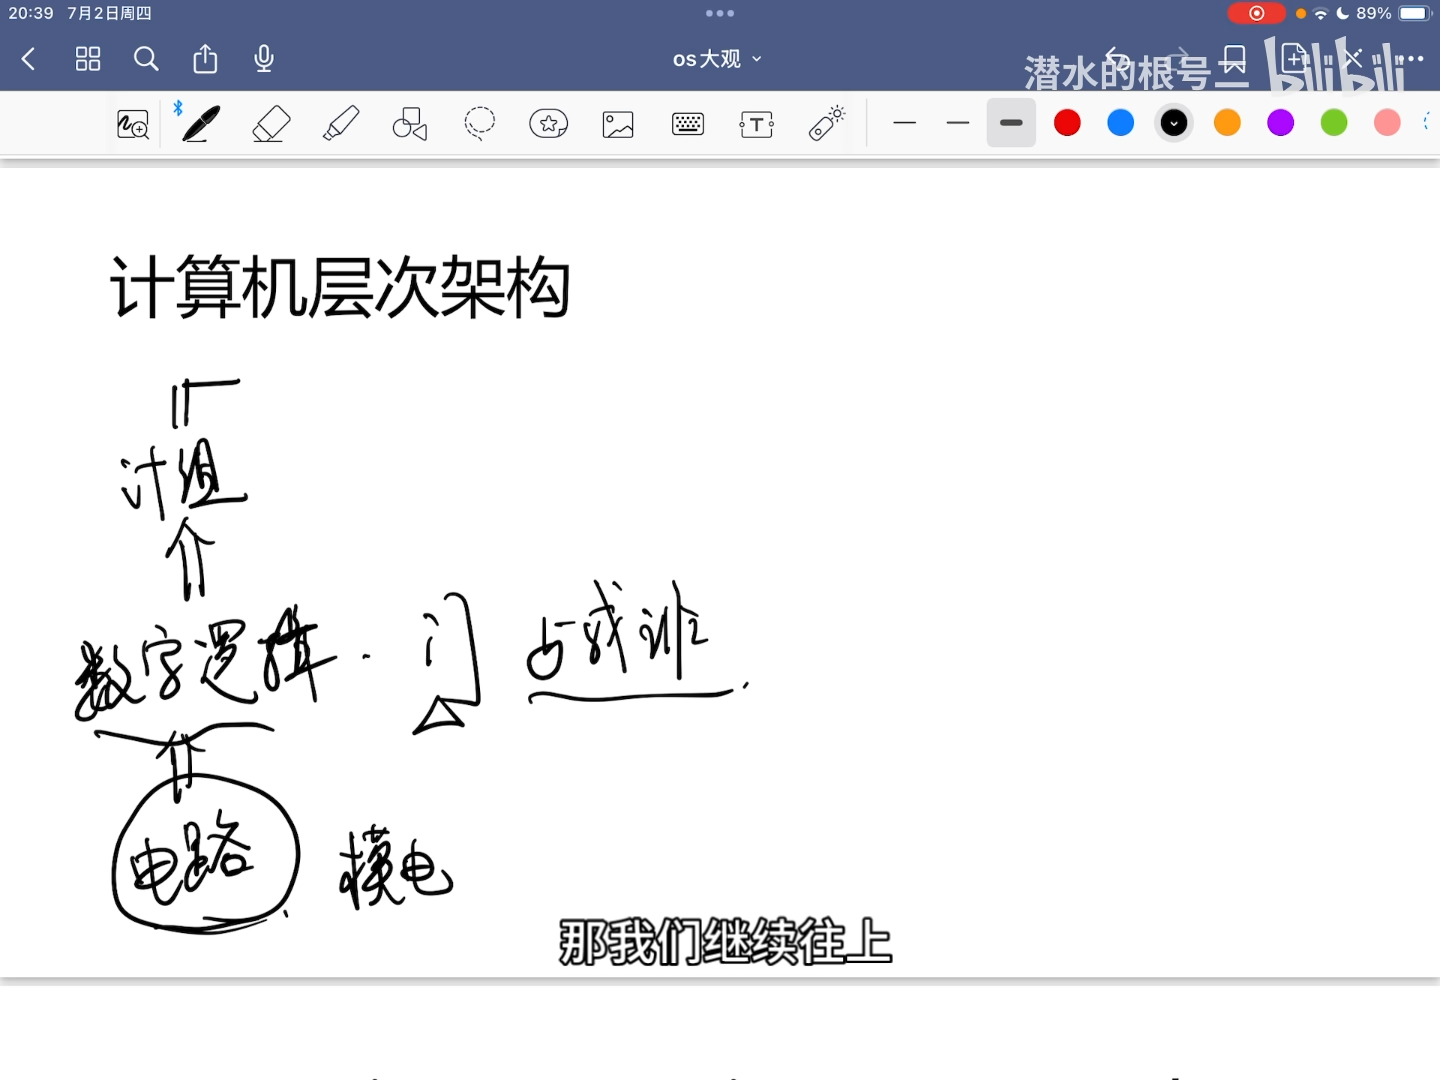 20:39 7月2日周四
89%
os大观
潜水的根号二 bilibili
T
计算机层次架构
计组
数字逻辑 · 门 与或非
电路 模电
那我们继续往上